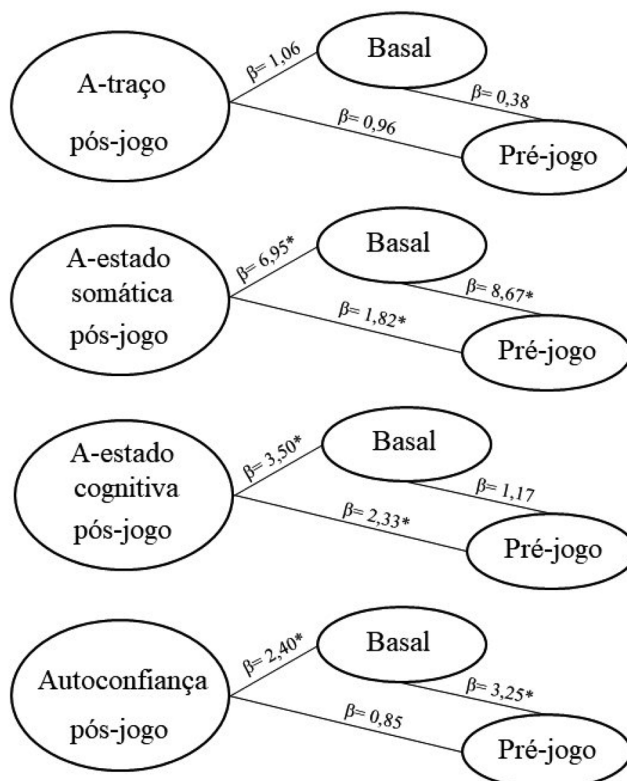 A-traço
pós-jogo
β= 1,06
Basal
β= 0,38
β= 0,96
Pré-jogo
A-estado
somática
pós-jogo
β= 6,95*
Basal
β= 8,67*
β= 1,82*
Pré-jogo
A-estado
cognitiva
pós-jogo
β= 3,50*
Basal
β= 1,17
β= 2,33*
Pré-jogo
Autoconfiança
pós-jogo
β= 2,40*
Basal
β= 3,25*
β= 0,85
Pré-jogo